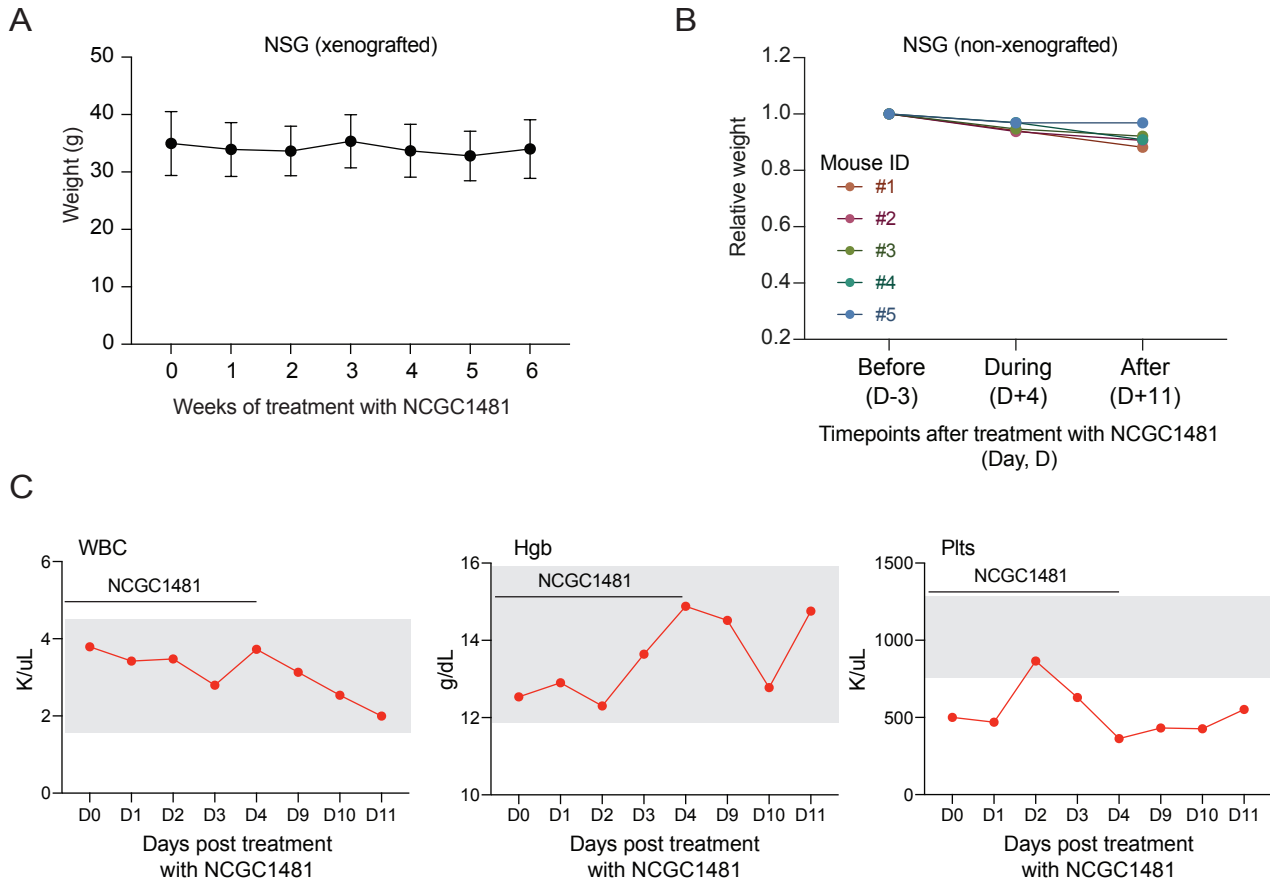 A
NSG (xenografted)
Weight (g)
50
40
30
20
10
0
0 1 2 3 4 5 6
Weeks of treatment with NCGC1481
B
NSG (non-xenografted)
Relative weight
1.2
1.0
0.8
0.6
0.4
0.2
Mouse ID
#1
#2
#3
#4
#5
Before During After
(D-3) (D+4) (D+11)
Timepoints after treatment with NCGC1481
(Day, D)
C
WBC
NCGC1481
K/uL
6
4
2
0
D0 D1 D2 D3 D4 D9 D10 D11
Days post treatment
with NCGC1481
Hgb
NCGC1481
g/dL
16
14
12
10
D0 D1 D2 D3 D4 D9 D10 D11
Days post treatment
with NCGC1481
Plts
NCGC1481
K/uL
1500
1000
500
0
D0 D1 D2 D3 D4 D9 D10 D11
Days post treatment
with NCGC1481